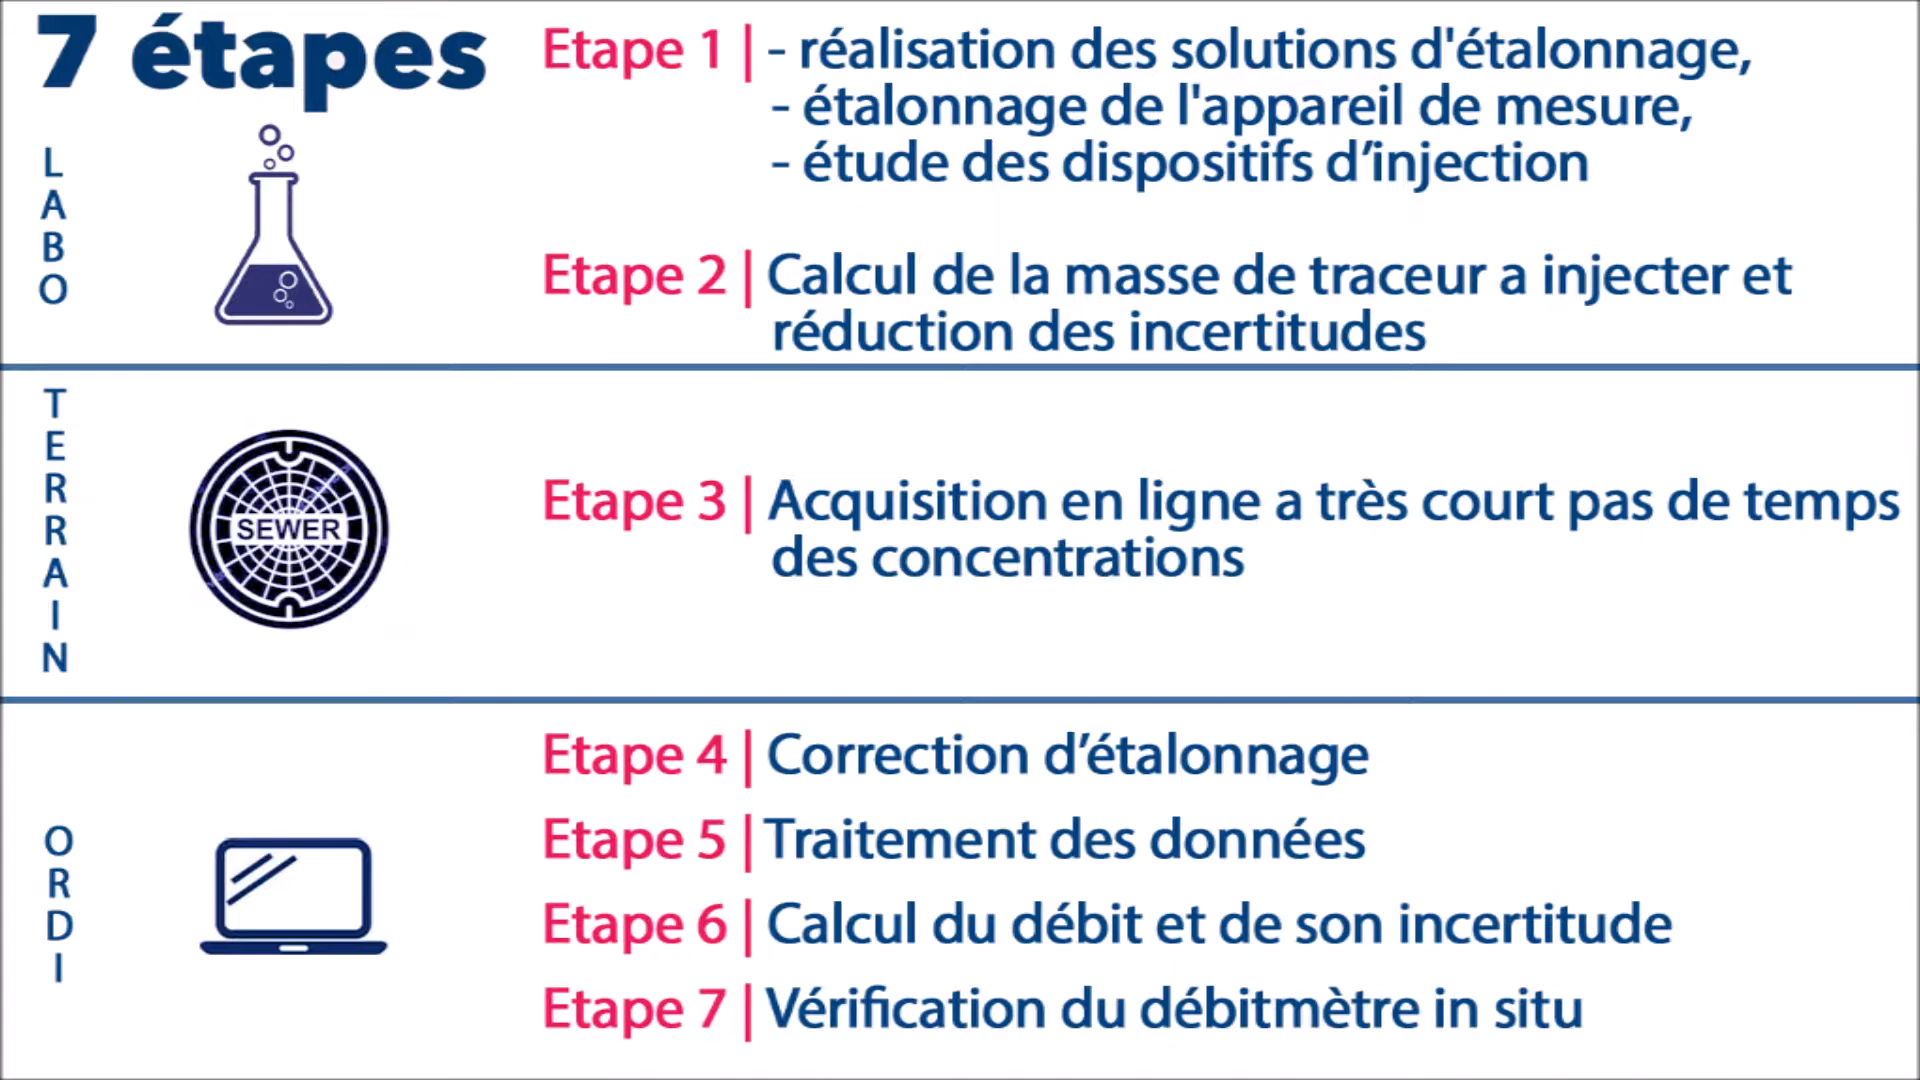 7 étapes
LABO
Etape 1 | - réalisation des solutions d'étalonnage,
- étalonnage de l'appareil de mesure,
- étude des dispositifs d’injection
Etape 2 | Calcul de la masse de traceur a injecter et
réduction des incertitudes
TERRAIN
SEWER
Etape 3 | Acquisition en ligne a très court pas de temps
des concentrations
ORDI
Etape 4 | Correction d’étalonnage
Etape 5 | Traitement des données
Etape 6 | Calcul du débit et de son incertitude
Etape 7 | Vérification du débitmètre in situ